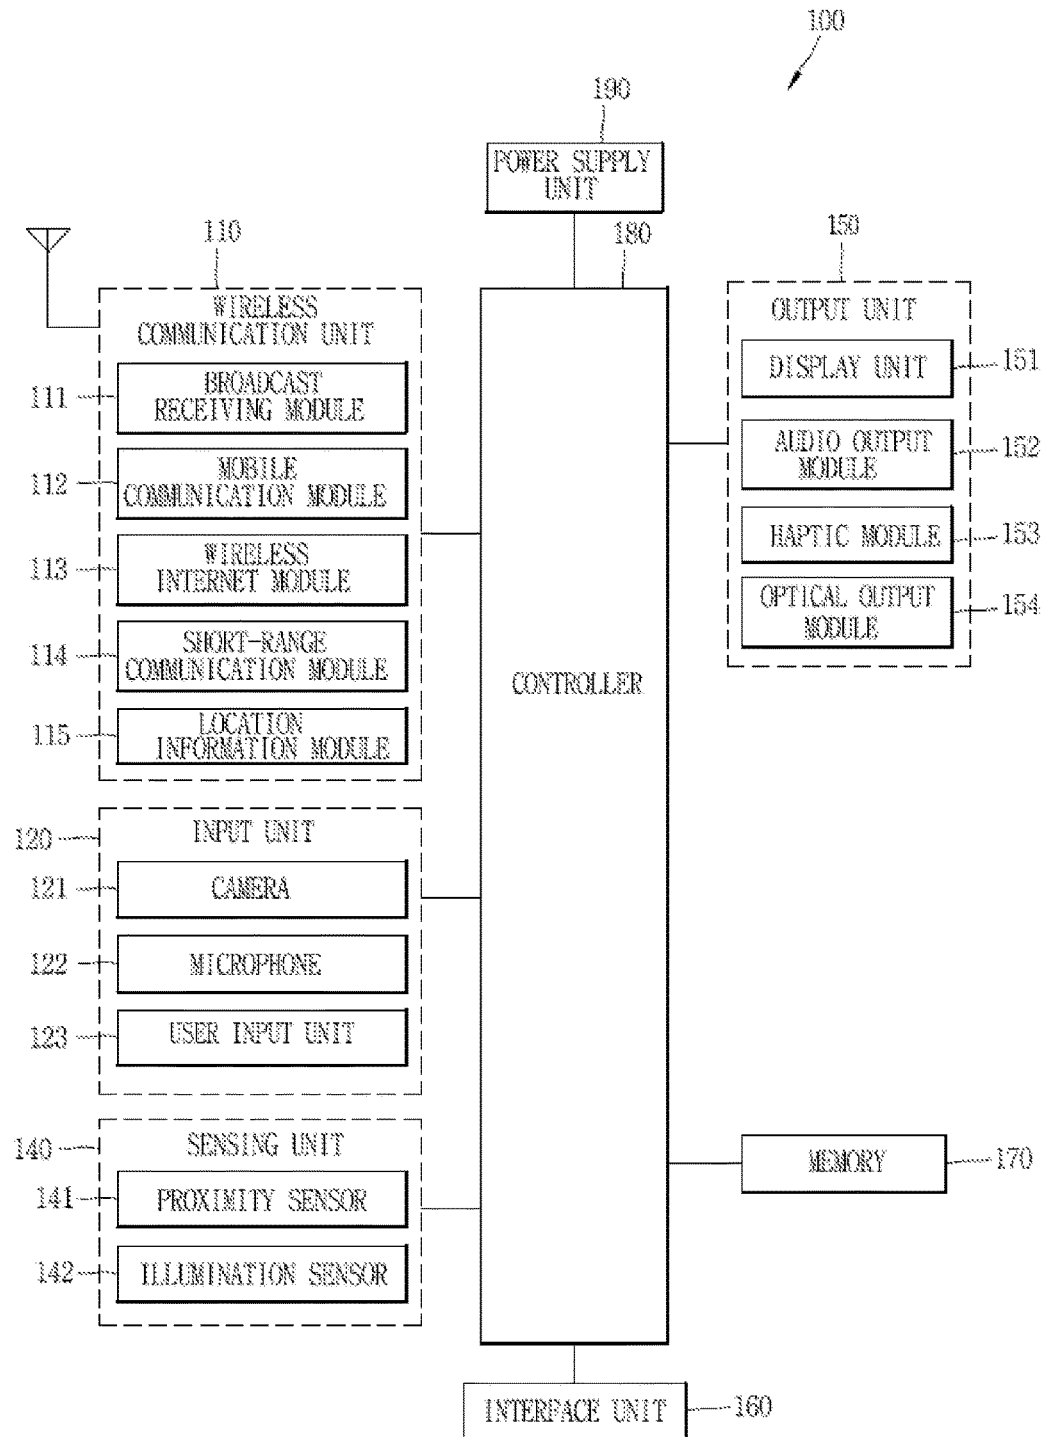 100
190
POWER SUPPLY
UNIT
110
180
150
WIRELESS
COMMUNICATION UNIT
OUTPUT UNIT
111
BROADCAST
RECEIVING MODULE
DISPLAY UNIT
151
112
MOBILE
COMMUNICATION MODULE
AUDIO OUTPUT
MODULE
152
113
WIRELESS
INTERNET MODULE
HAPTIC MODULE
153
114
SHORT-RANGE
COMMUNICATION MODULE
OPTICAL OUTPUT
MODULE
154
CONTROLLER
115
LOCATION
INFORMATION MODULE
120
INPUT UNIT
121
CAMERA
122
MICROPHONE
123
USER INPUT UNIT
140
SENSING UNIT
141
PROXIMITY SENSOR
MEMORY
170
142
ILLUMINATION SENSOR
INTERFACE UNIT
160